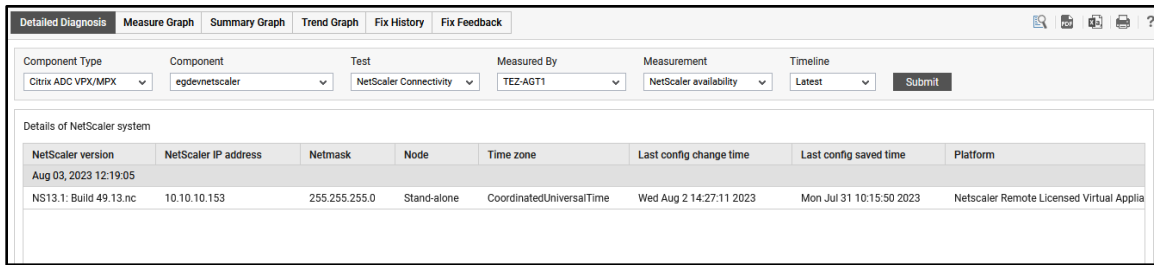 Detailed Diagnosis Measure Graph Summary Graph Trend Graph Fix History Fix Feedback
PDF ?
Component Type Component Test Measured By Measurement Timeline
Citrix ADC VPX/MPX egdevnetscaler NetScaler Connectivity TEZ-AGT1 NetScaler availability Latest Submit
Details of NetScaler system
NetScaler version NetScaler IP address Netmask Node Time zone Last config change time Last config saved time Platform
Aug 03, 2023 12:19:05
NS13.1: Build 49.13.nc 10.10.10.153 255.255.255.0 Stand-alone CoordinatedUniversalTime Wed Aug 2 14:27:11 2023 Mon Jul 31 10:15:50 2023 Netscaler Remote Licensed Virtual Applia